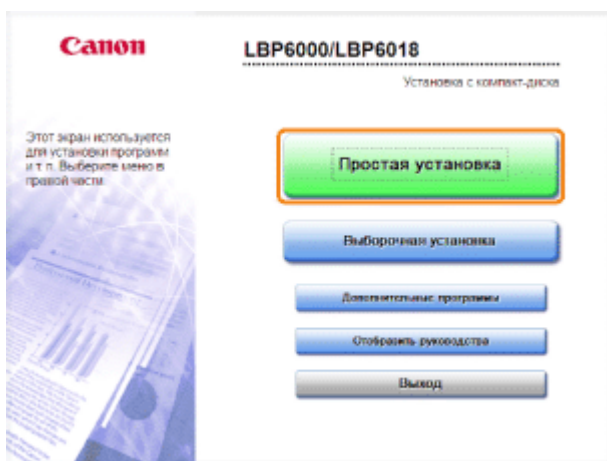 Canon
LBP6000/LBP6018
Установка с компакт-диска
Этот экран используется
для установки программ
и т. п. Выберите меню в
правой части.
Простая установка
Выборочная установка
Дополнительные программы
Отобразить руководства
Выход